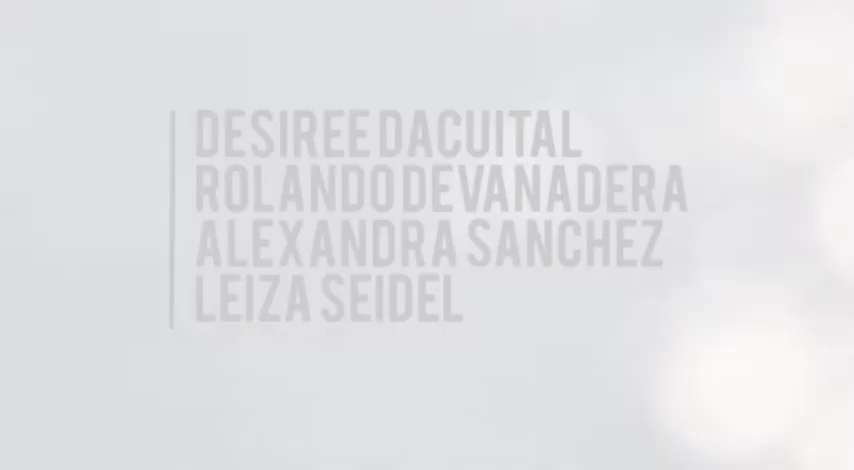 DESIREE DACUITAL
ROLANDO DEVANADERA
ALEXANDRA SANCHEZ
LEIZA SEIDEL